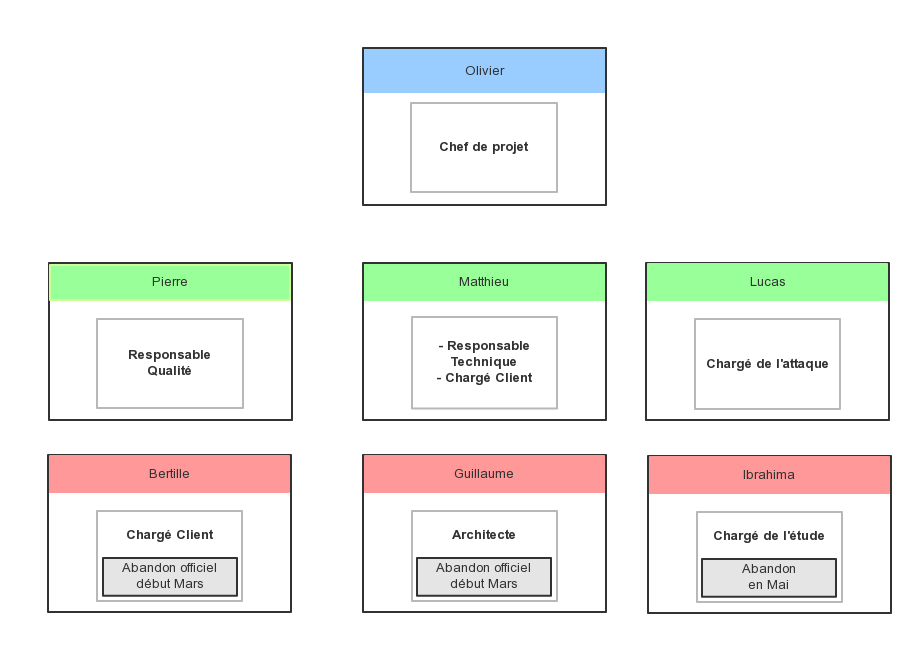 Olivier
Chef de projet
Pierre
Matthieu
Lucas
Responsable
Qualité
- Responsable
Technique
- Chargé Client
Chargé de l'attaque
Bertille
Guillaume
Ibrahima
Chargé Client
Abandon officiel
début Mars
Architecte
Abandon officiel
début Mars
Chargé de l'étude
Abandon
en Mai